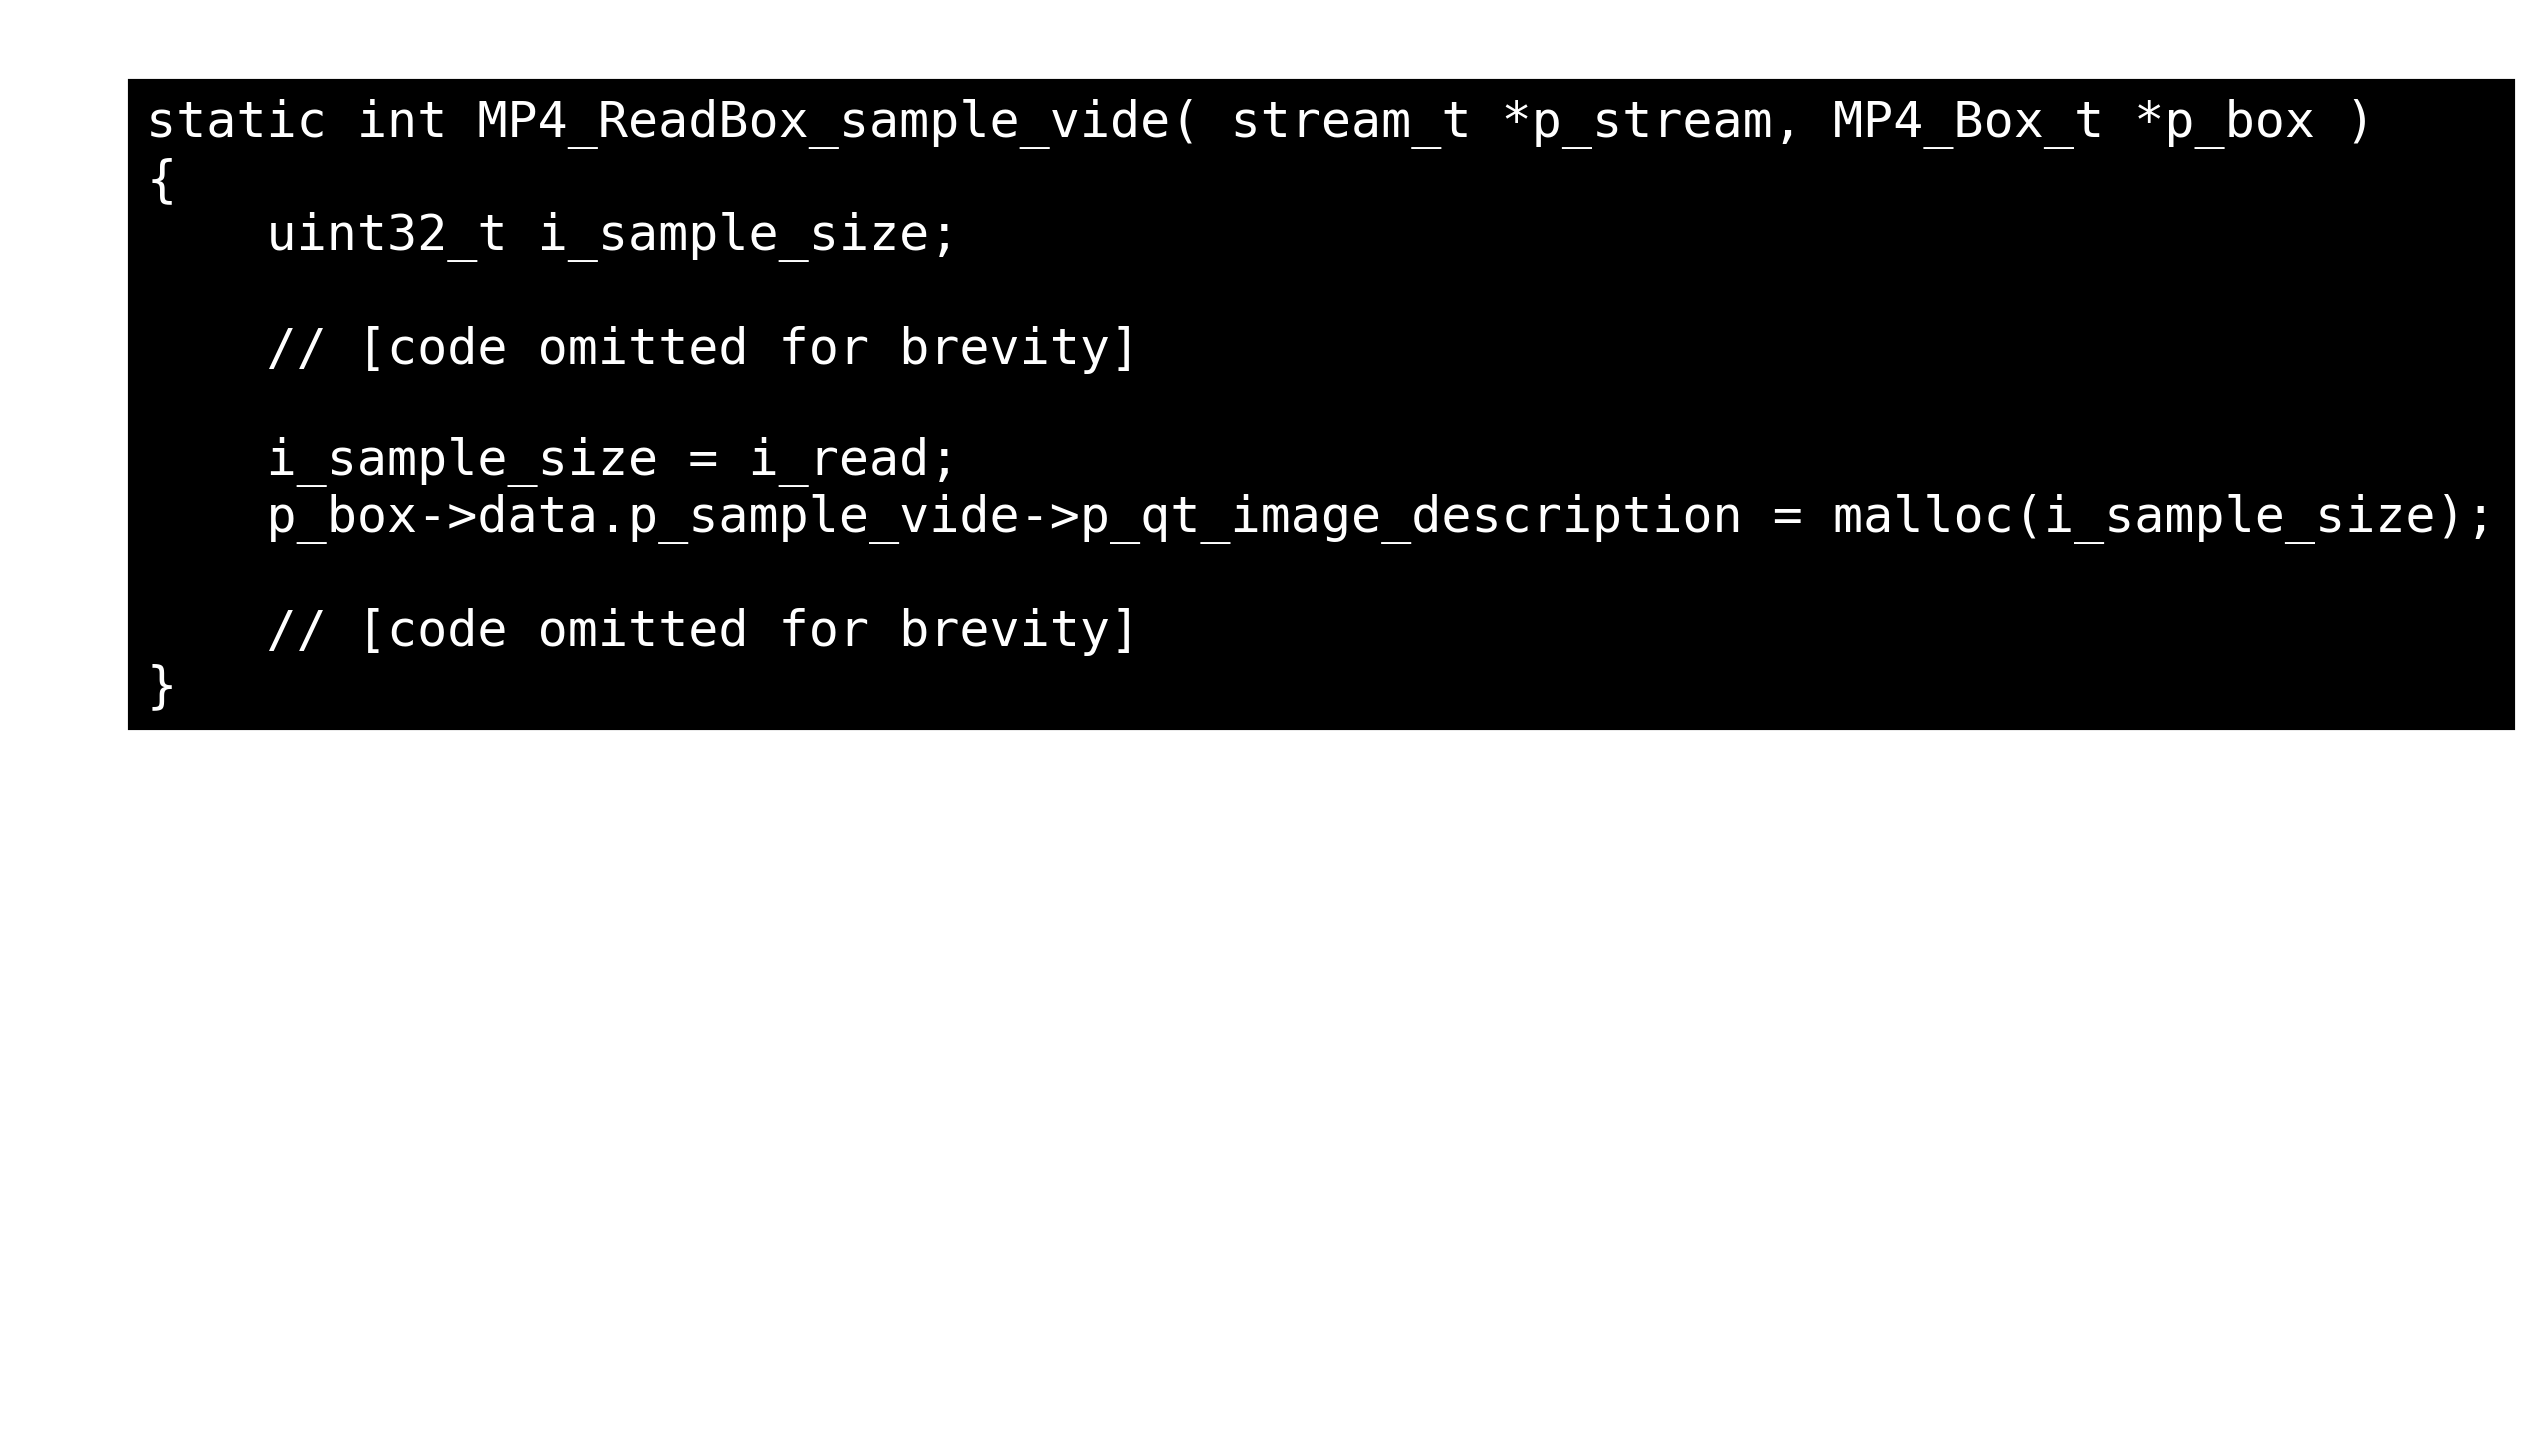 static int MP4_ReadBox_sample_vide( stream_t *p_stream, MP4_Box_t *p_box )
{
    uint32_t i_sample_size;

    // [code omitted for brevity]

    i_sample_size = i_read;
    p_box->data.p_sample_vide->p_qt_image_description = malloc(i_sample_size);

    // [code omitted for brevity]
}